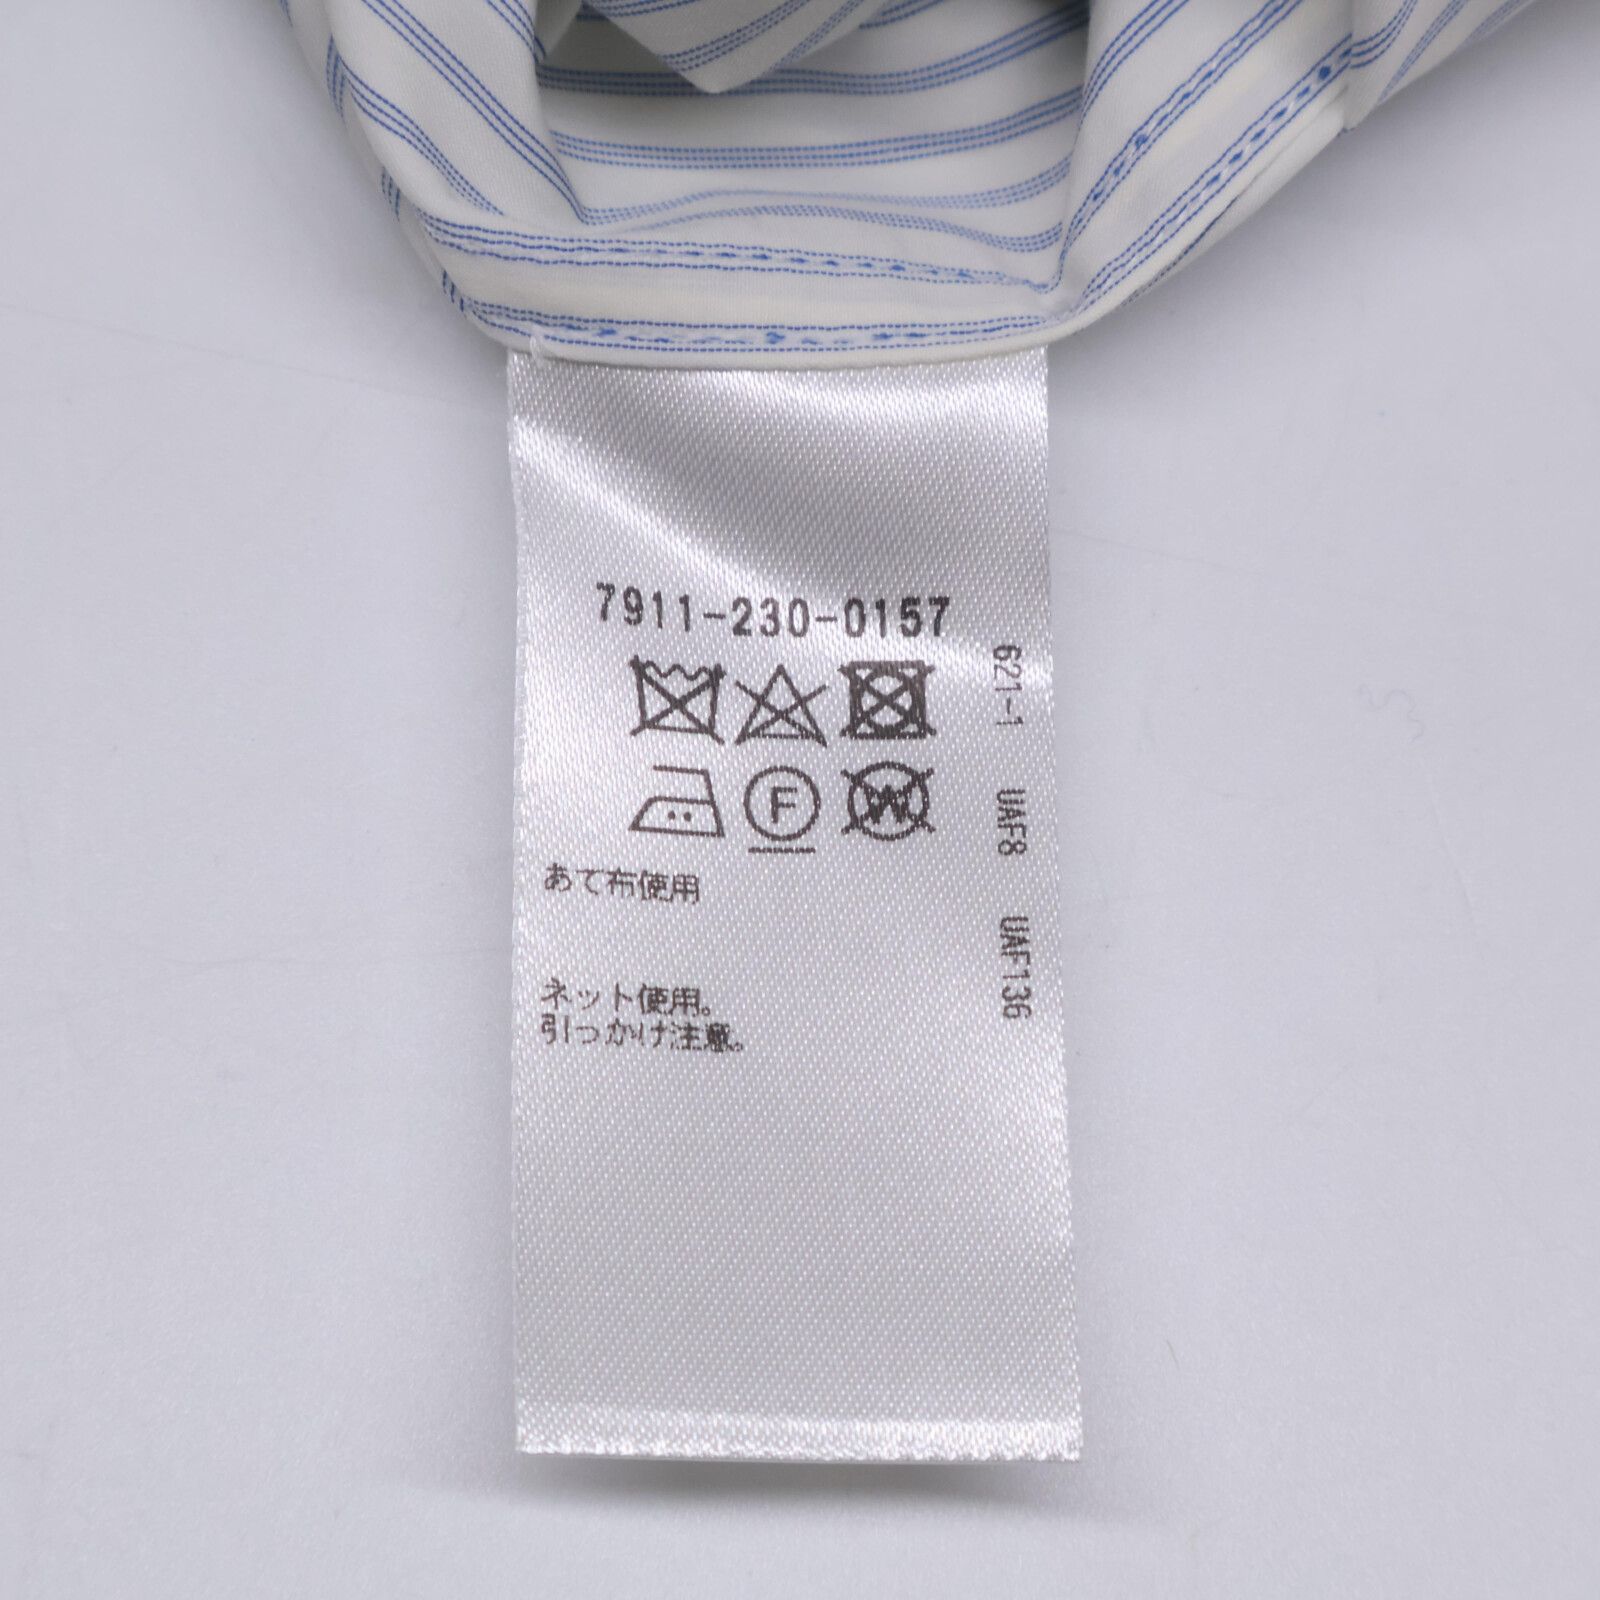 7911-230-0157
F
W
あて布使用
ネット使用。
引っかけ注意。
621-1 UAF8 UAF136